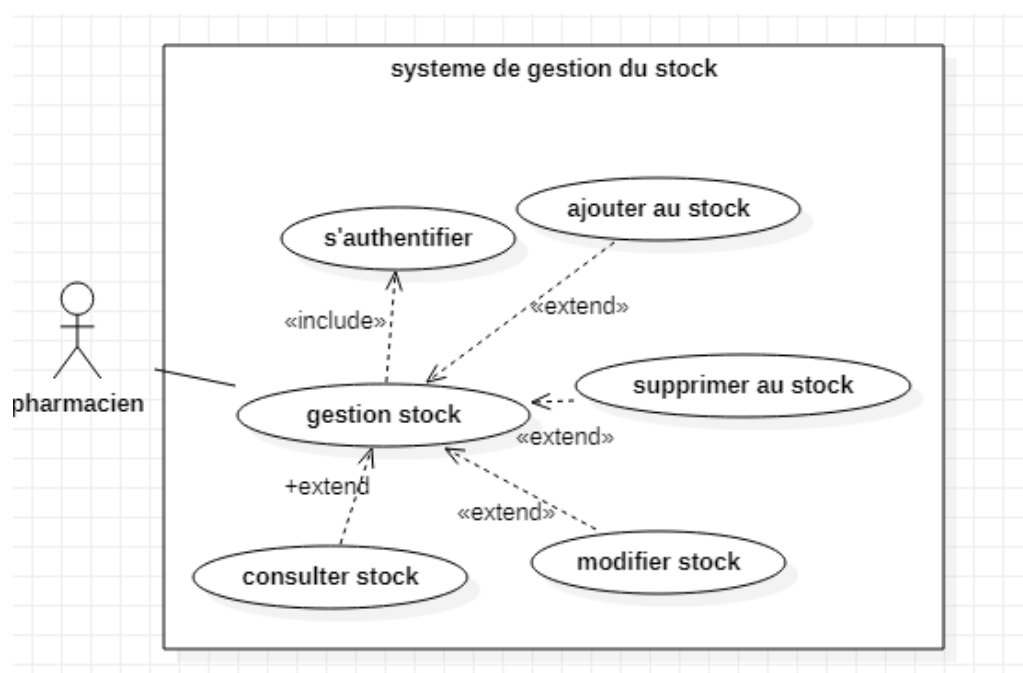 systeme de gestion du stock
ajouter au stock
s'authentifier
«extend»
«include»
supprimer au stock
pharmacien
gestion stock
«extend»
+extend
«extend»
modifier stock
consulter stock